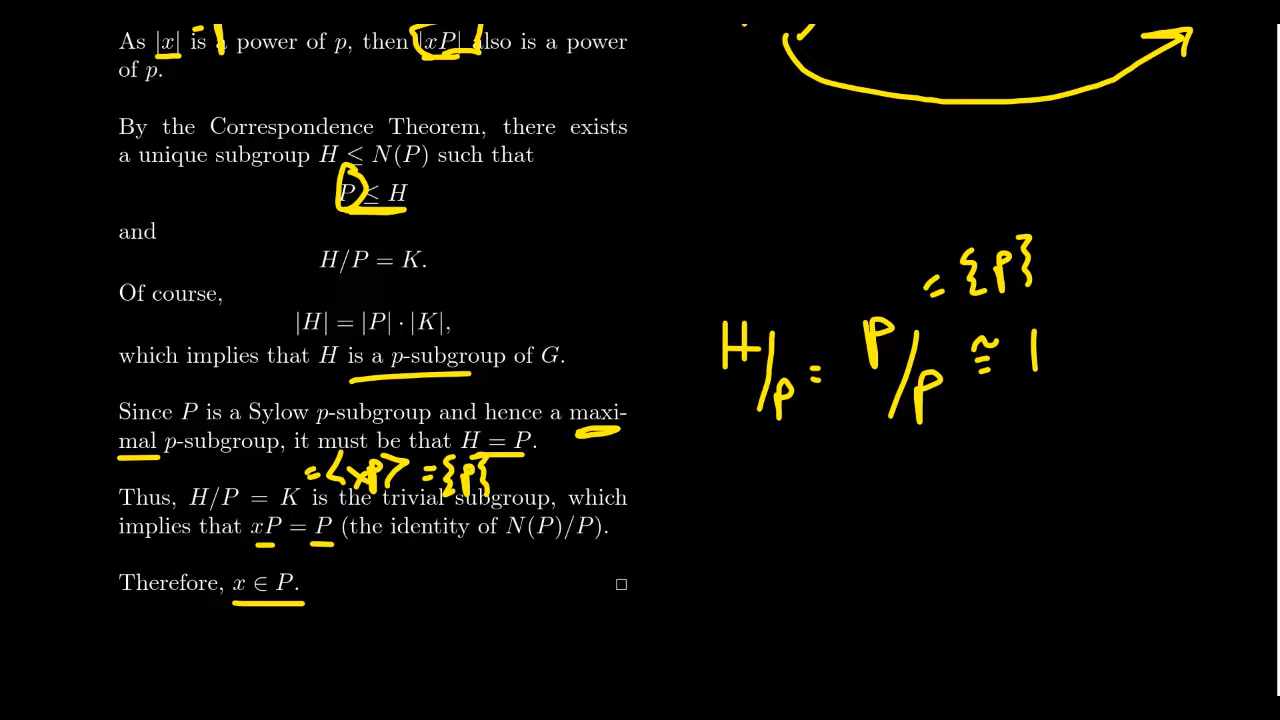 As |x| is a power of p, then |xP| also is a power
of p.
By the Correspondence Theorem, there exists
a unique subgroup H ≤ N(P) such that
P ≤ H
and
H/P = K.
Of course,
|H| = |P| · |K|,
which implies that H is a p-subgroup of G.
Since P is a Sylow p-subgroup and hence a maxi-
mal p-subgroup, it must be that H = P.
= <xP> = {P}
Thus, H/P = K is the trivial subgroup, which
implies that xP = P (the identity of N(P)/P).
Therefore, x ∈ P. □
= {P}
H/P = P/P ≅ 1